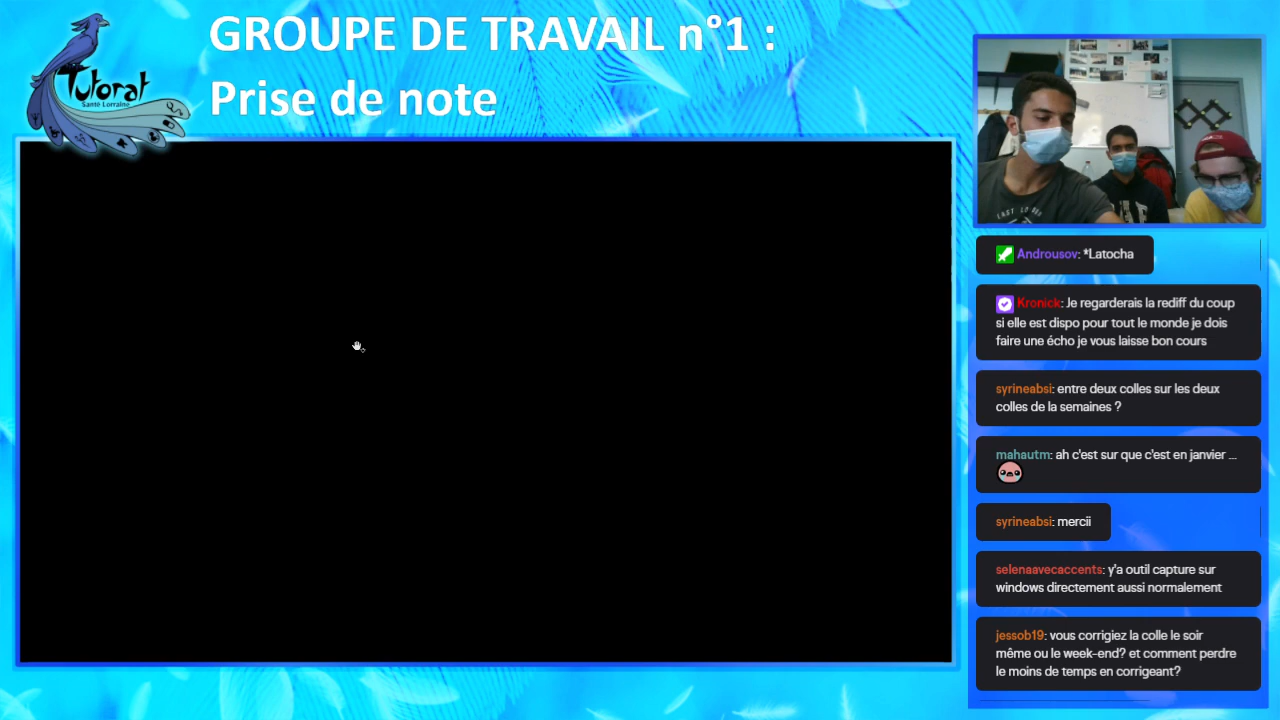 GROUPE DE TRAVAIL n°1 :
Prise de note
Tutorat
Santé Lorraine
Androusov: *Latocha
Kronick: Je regarderais la rediff du coup
si elle est dispo pour tout le monde je dois
faire une écho je vous laisse bon cours
syrineabsi: entre deux colles sur les deux
colles de la semaines ?
mahautm: ah c'est sur que c'est en janvier ...
syrineabsi: mercii
selenaavecaccents: y'a outil capture sur
windows directement aussi normalement
jessob19: vous corrigiez la colle le soir
même ou le week-end? et comment perdre
le moins de temps en corrigeant?